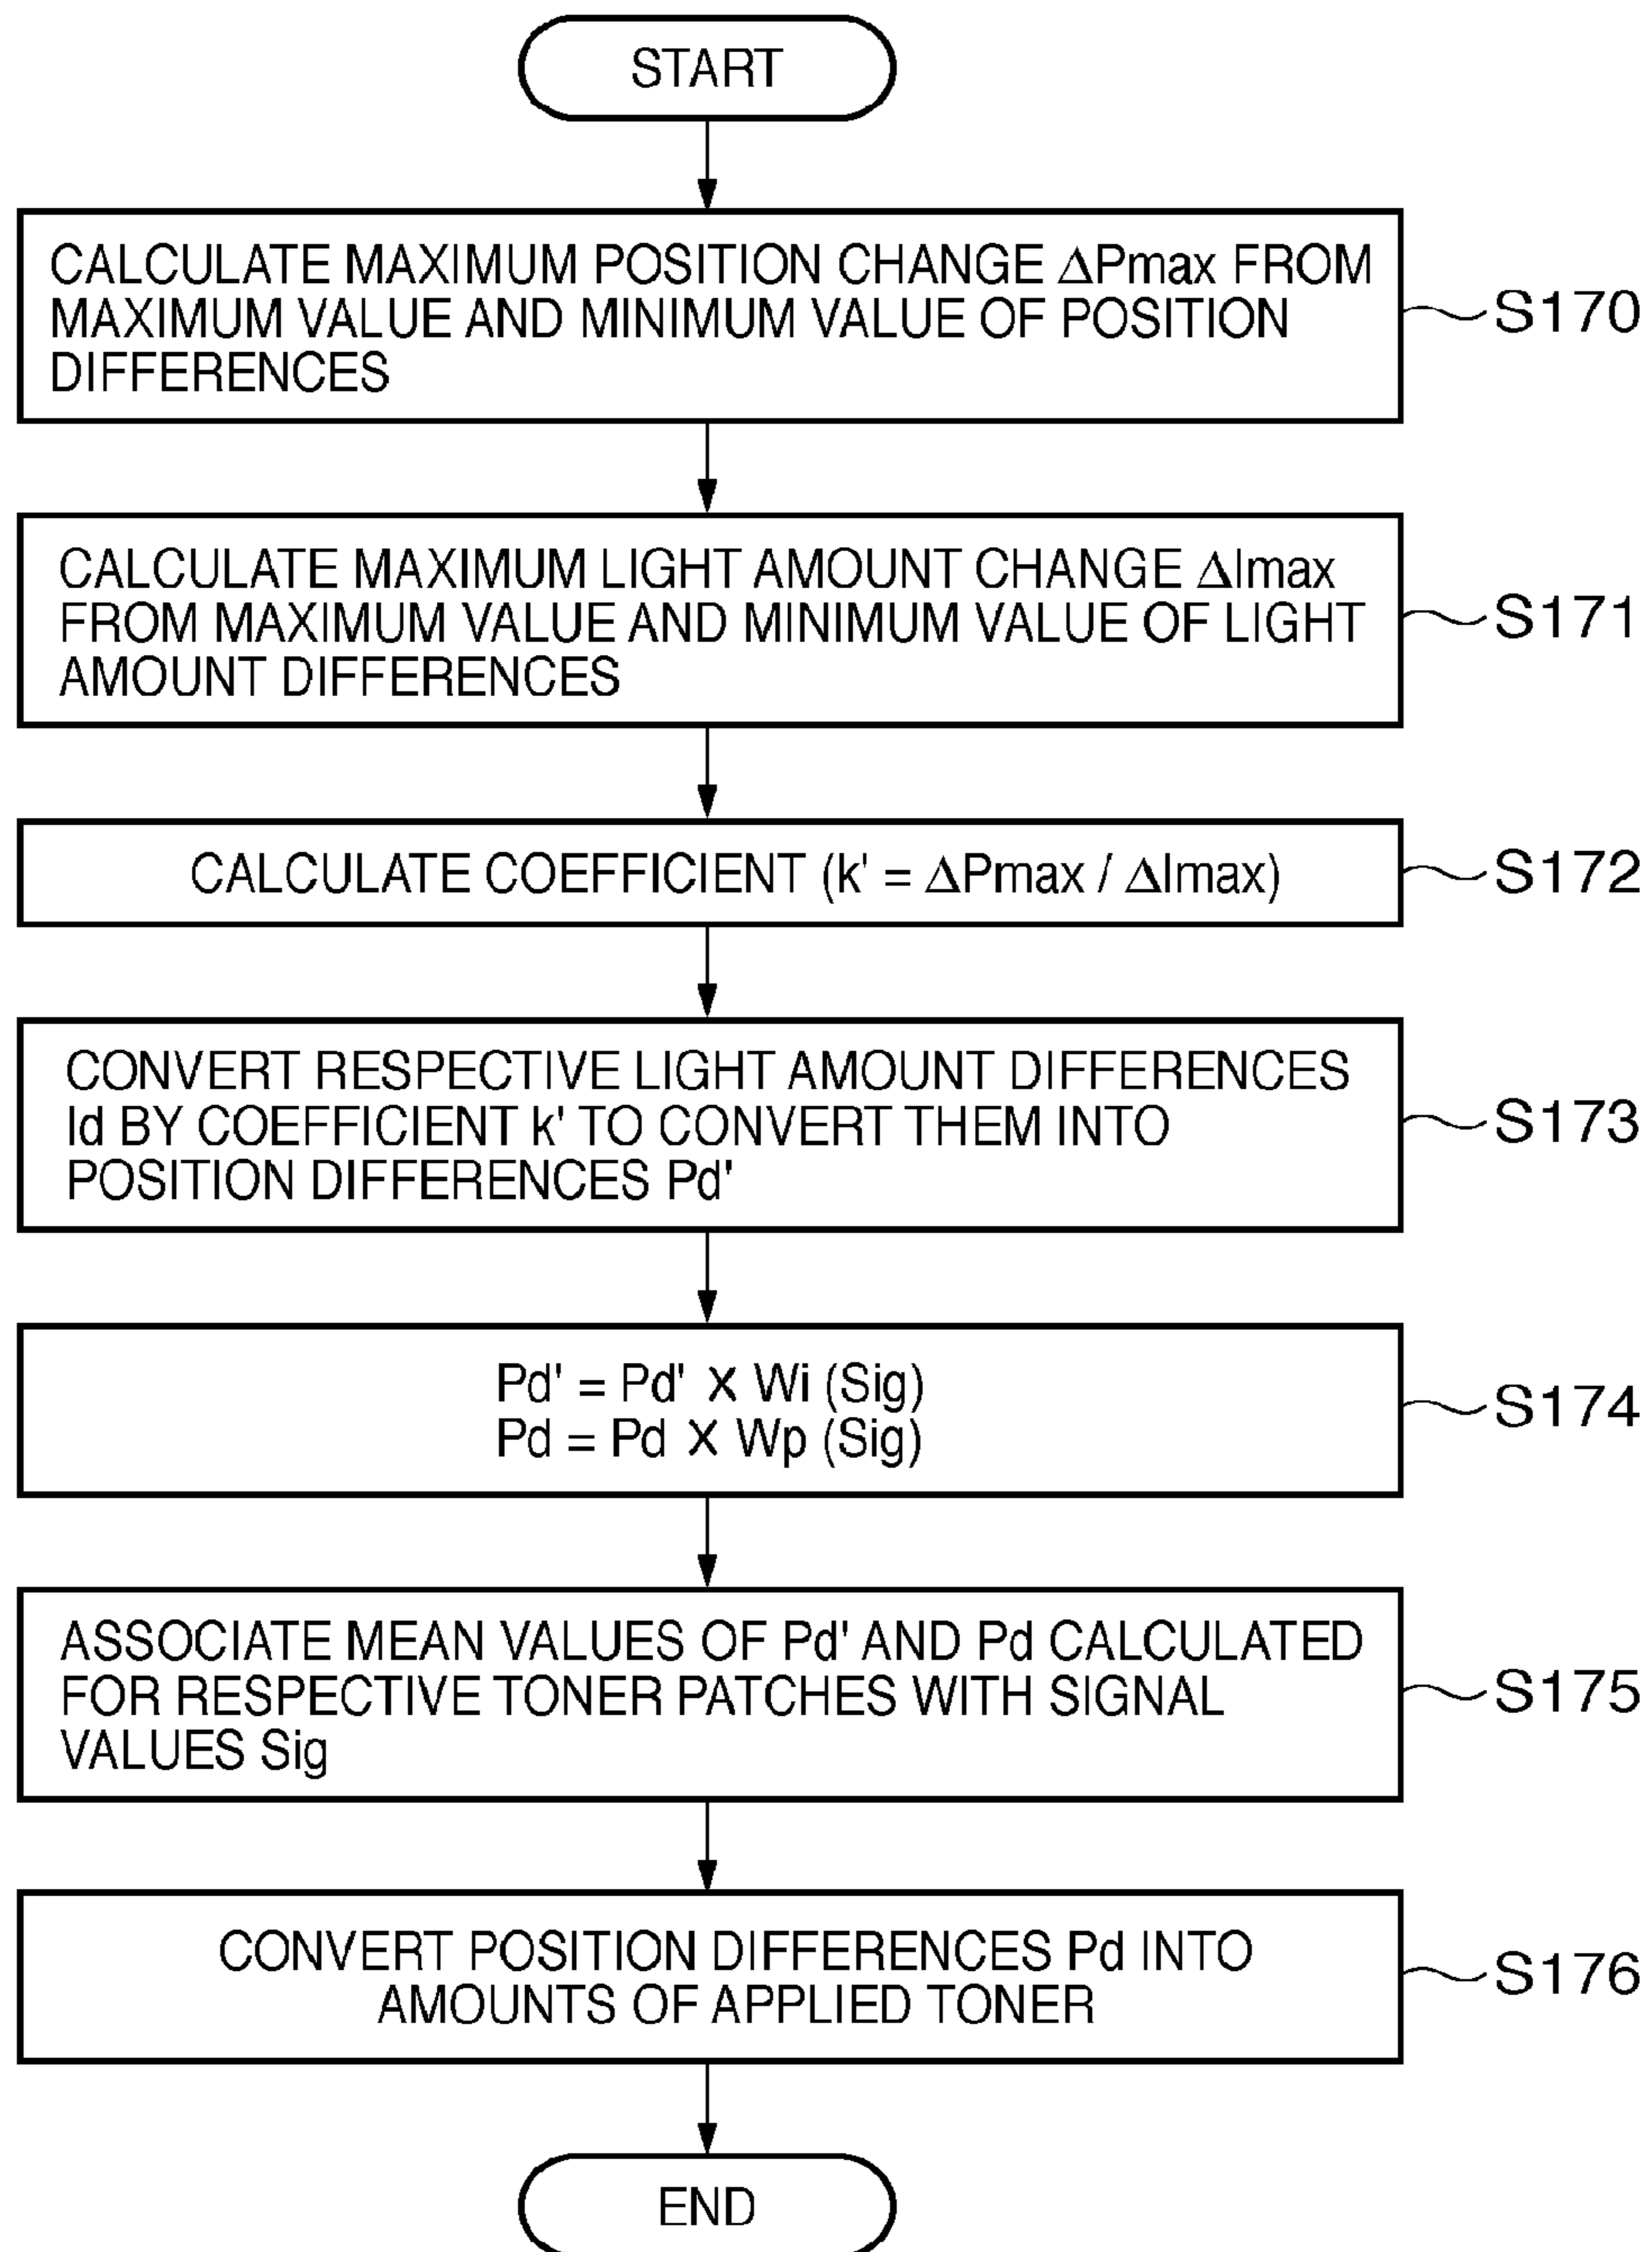 START
CALCULATE MAXIMUM POSITION CHANGE ΔPmax FROM
MAXIMUM VALUE AND MINIMUM VALUE OF POSITION
DIFFERENCES
S170
CALCULATE MAXIMUM LIGHT AMOUNT CHANGE ΔImax
FROM MAXIMUM VALUE AND MINIMUM VALUE OF LIGHT
AMOUNT DIFFERENCES
S171
CALCULATE COEFFICIENT (k' = ΔPmax / ΔImax)
S172
CONVERT RESPECTIVE LIGHT AMOUNT DIFFERENCES
Id BY COEFFICIENT k' TO CONVERT THEM INTO
POSITION DIFFERENCES Pd'
S173
Pd' = Pd' X Wi (Sig)
Pd = Pd X Wp (Sig)
S174
ASSOCIATE MEAN VALUES OF Pd' AND Pd CALCULATED
FOR RESPECTIVE TONER PATCHES WITH SIGNAL
VALUES Sig
S175
CONVERT POSITION DIFFERENCES Pd INTO
AMOUNTS OF APPLIED TONER
S176
END